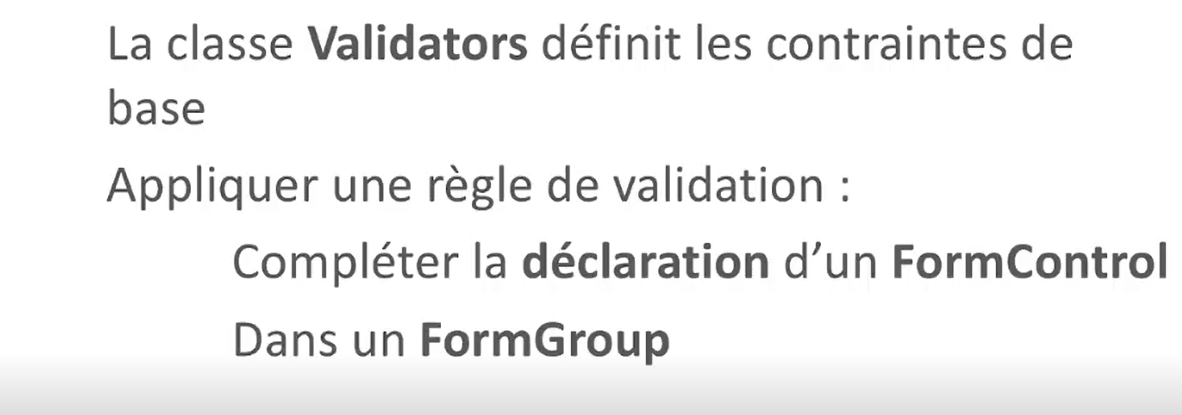 La classe Validators définit les contraintes de
base
Appliquer une règle de validation :
Compléter la déclaration d’un FormControl
Dans un FormGroup